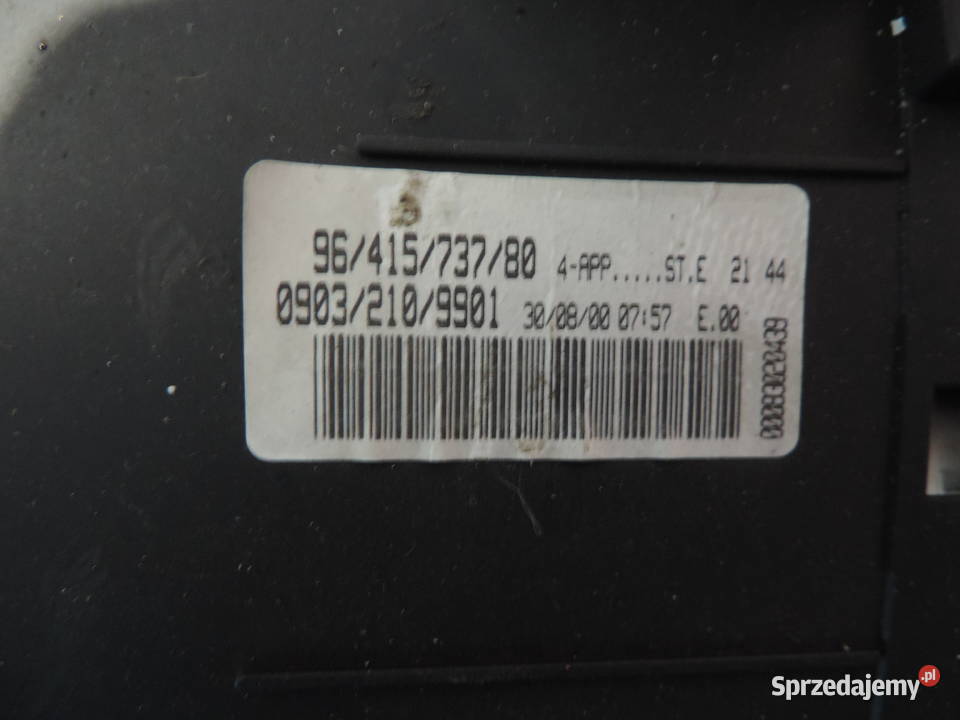 96/415/737/80 4-APP.....ST.E 21 44
0903/210/9901 30/08/00 07:57 E.00
00083020439
Sprzedajemy.pl